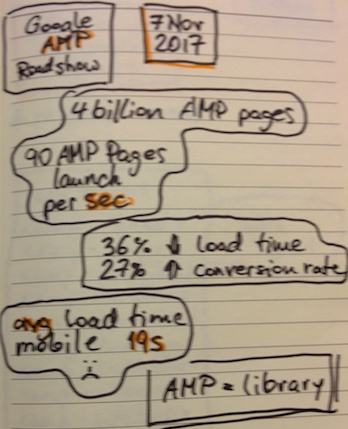 Google
AMP
Roadshow
7 Nov
2017
4 billion AMP pages
90 AMP Pages
launch
per sec
36% ↓ load time
27% ↑ conversion rate
avg load time
mobile 19s
:(
AMP = library